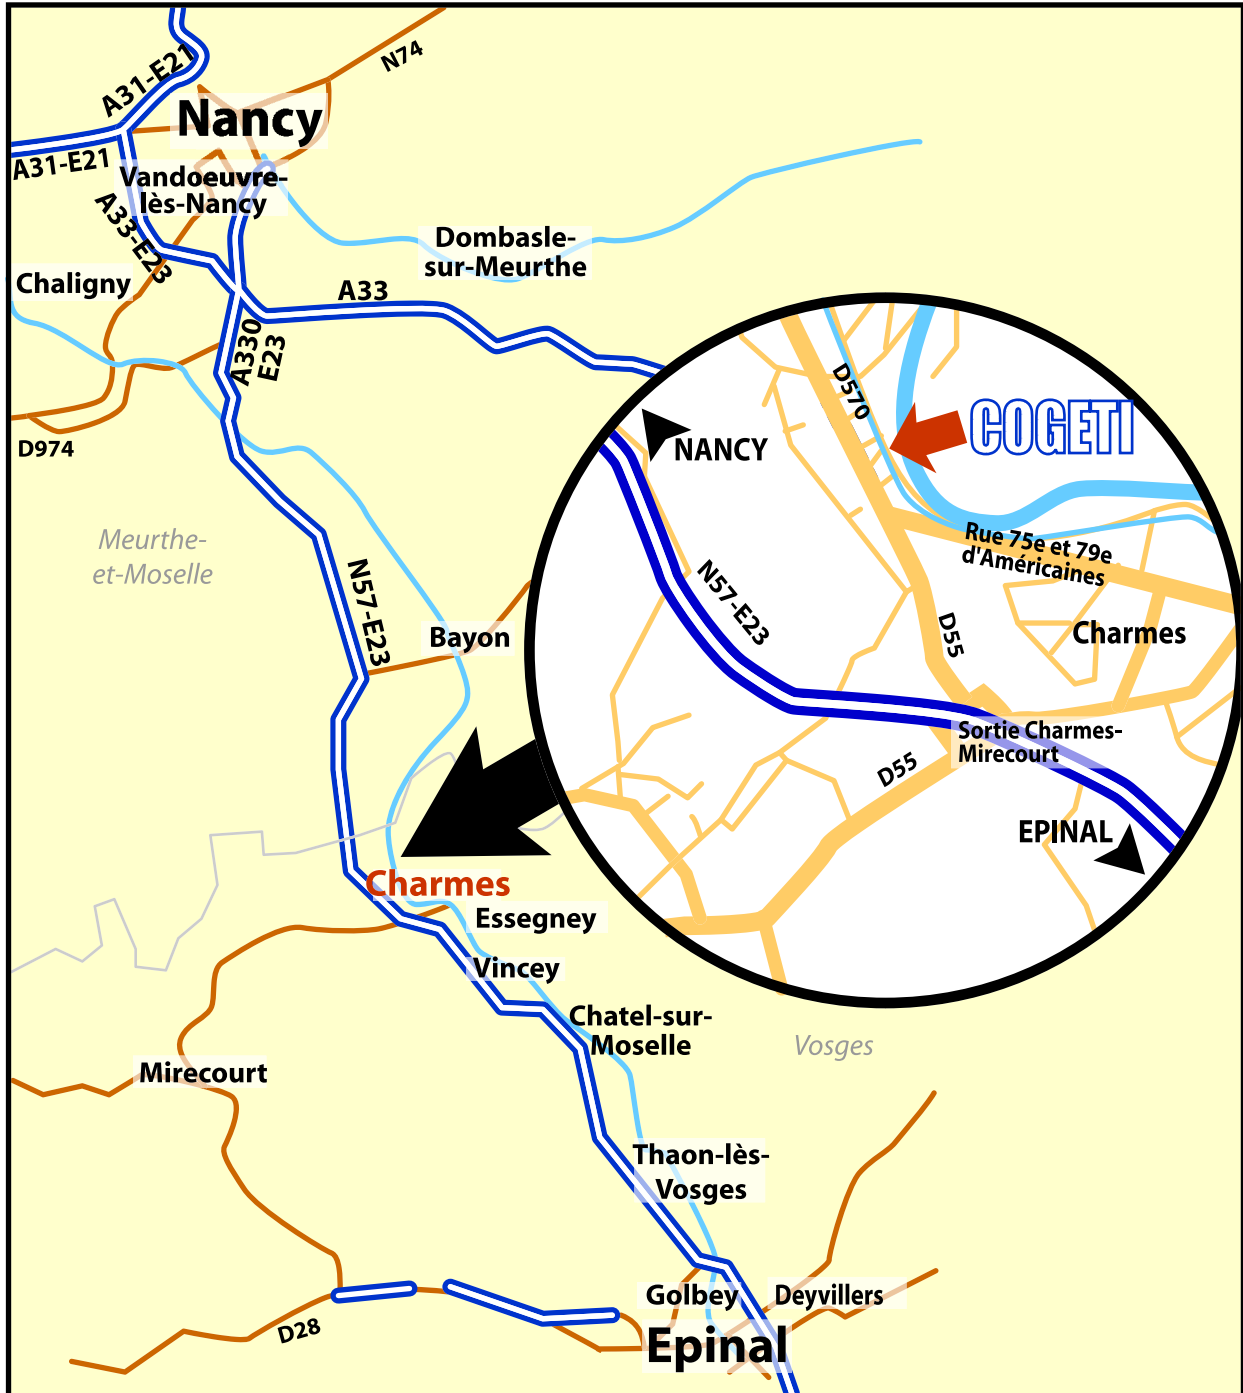 N74
A31-E21
Nancy
A31-E21
Vandoeuvre-
lès-Nancy
A33-E23
Dombasle-
sur-Meurthe
Chaligny
A33
A330
E23
D974
D570
COGETI
NANCY
Meurthe-
et-Moselle
N57-E23
Bayon
Rue 75e et 79e
d'Américaines
N57-E23
D55
Charmes
Sortie Charmes-
Mirecourt
D55
EPINAL
Charmes
Essegney
Vincey
Chatel-sur-
Moselle
Vosges
Mirecourt
Thaon-lès-
Vosges
Golbey
Deyvillers
D28
Epinal